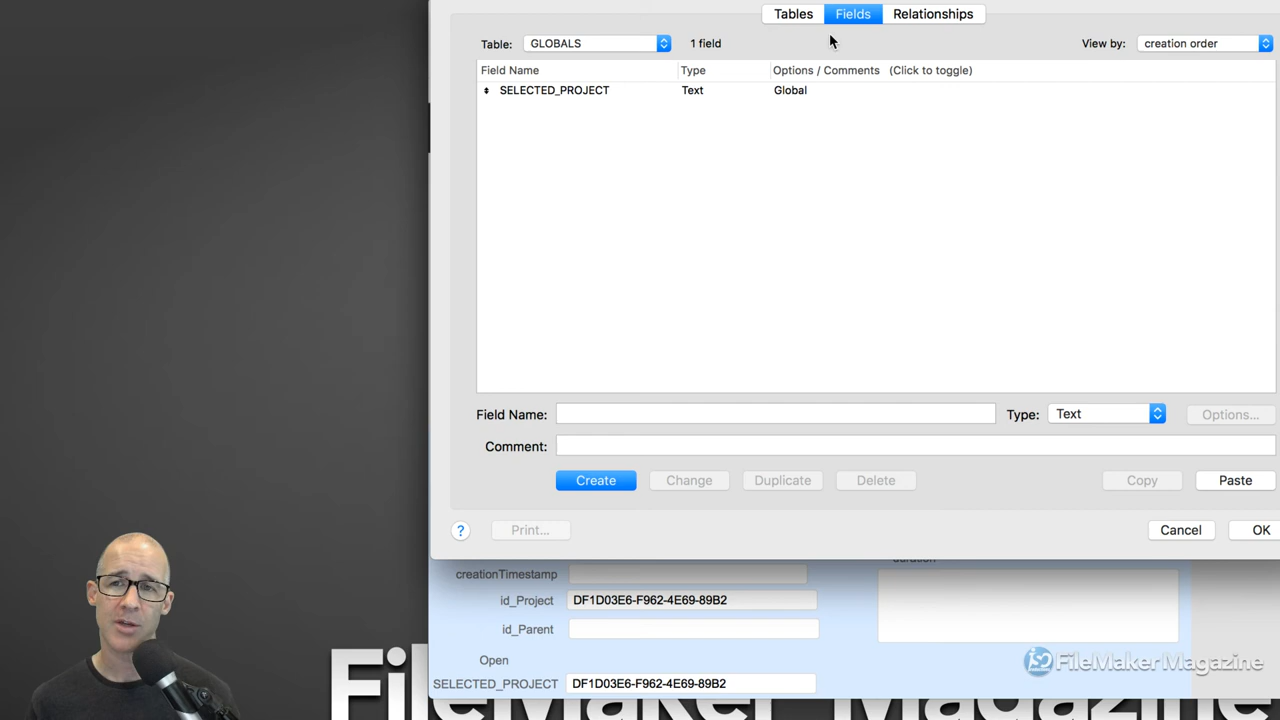 Tables Fields Relationships
Table: GLOBALS 1 field View by: creation order
Field Name Type Options / Comments (Click to toggle)
SELECTED_PROJECT Text Global
Field Name: Type: Text Options...
Comment:
Create Change Duplicate Delete Copy Paste
? Print... Cancel OK
creationTimestamp
id_Project DF1D03E6-F962-4E69-89B2
id_Parent
Open
FileMaker Magazine
SELECTED_PROJECT DF1D03E6-F962-4E69-89B2